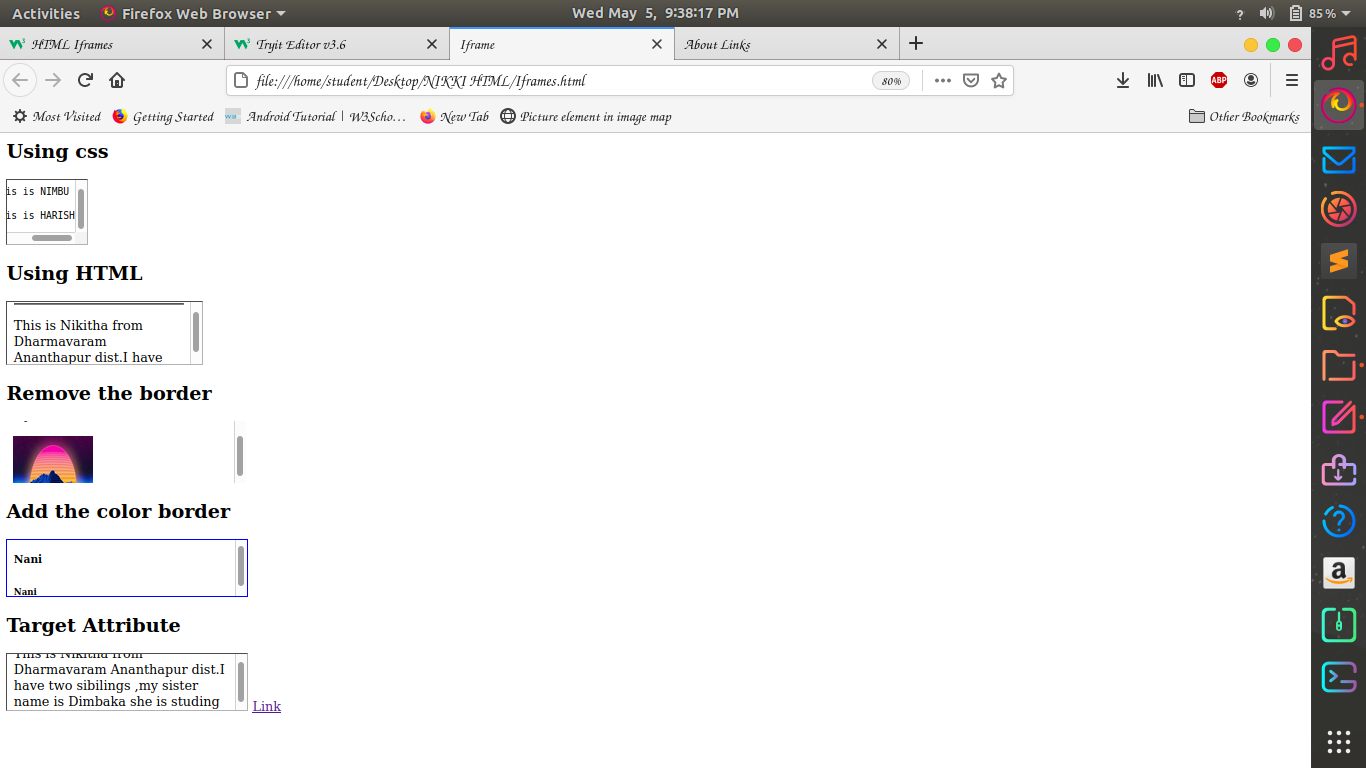 Activities Firefox Web Browser Wed May 5, 9:38:17 PM ? 85 %
HTML Iframes Tryit Editor v3.6 Iframe About Links
file:///home/student/Desktop/NIKKI HTML/Iframes.html 80% ABP
Most Visited Getting Started Android Tutorial | W3Scho... New Tab Picture element in image map Other Bookmarks
Using css
is is NIMBU
is is HARISH
Using HTML
This is Nikitha from
Dharmavaram
Ananthapur dist.I have
Remove the border
Add the color border
Nani
Nani
Target Attribute
This is Nikitha from
Dharmavaram Ananthapur dist.I
have two sibilings ,my sister
name is Dimbaka she is studing
Link